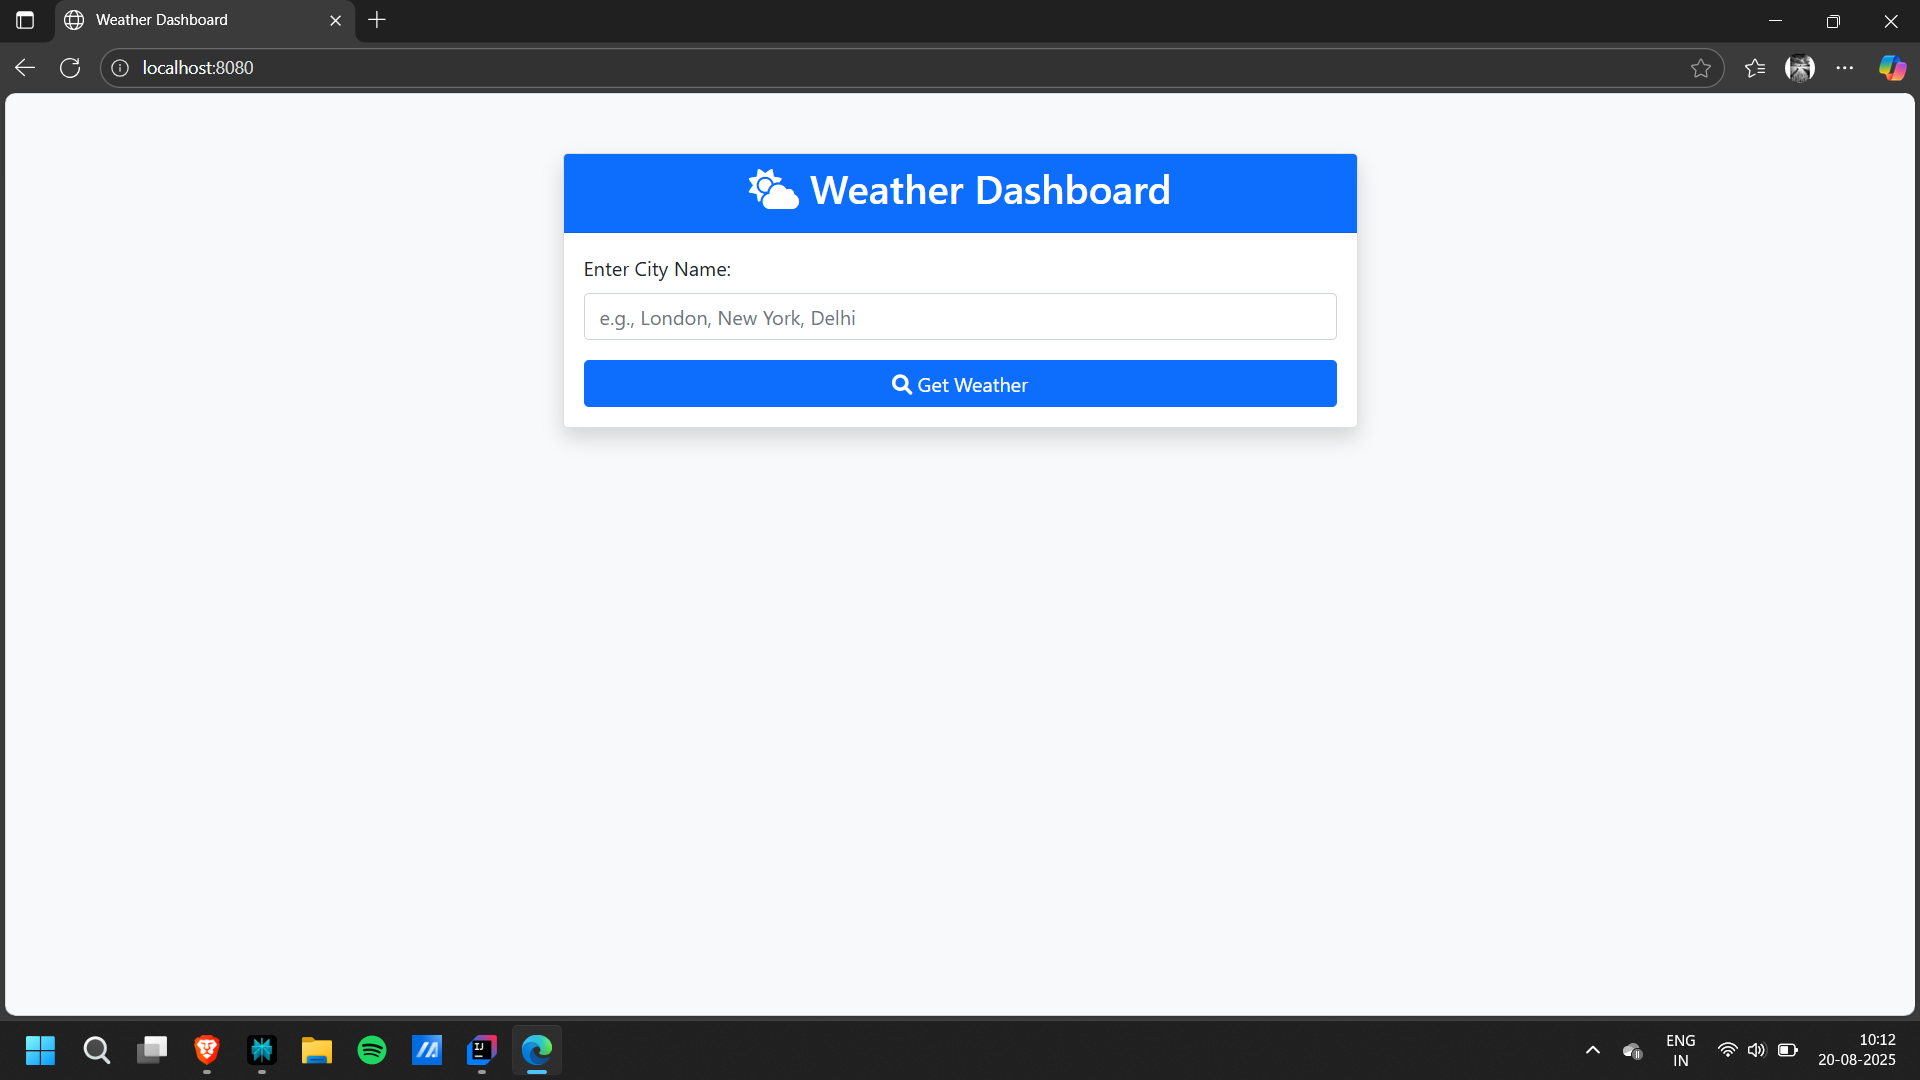 Weather Dashboard
localhost:8080
Weather Dashboard
Enter City Name:
e.g., London, New York, Delhi
Get Weather
IJ
ENG
IN
10:12
20-08-2025